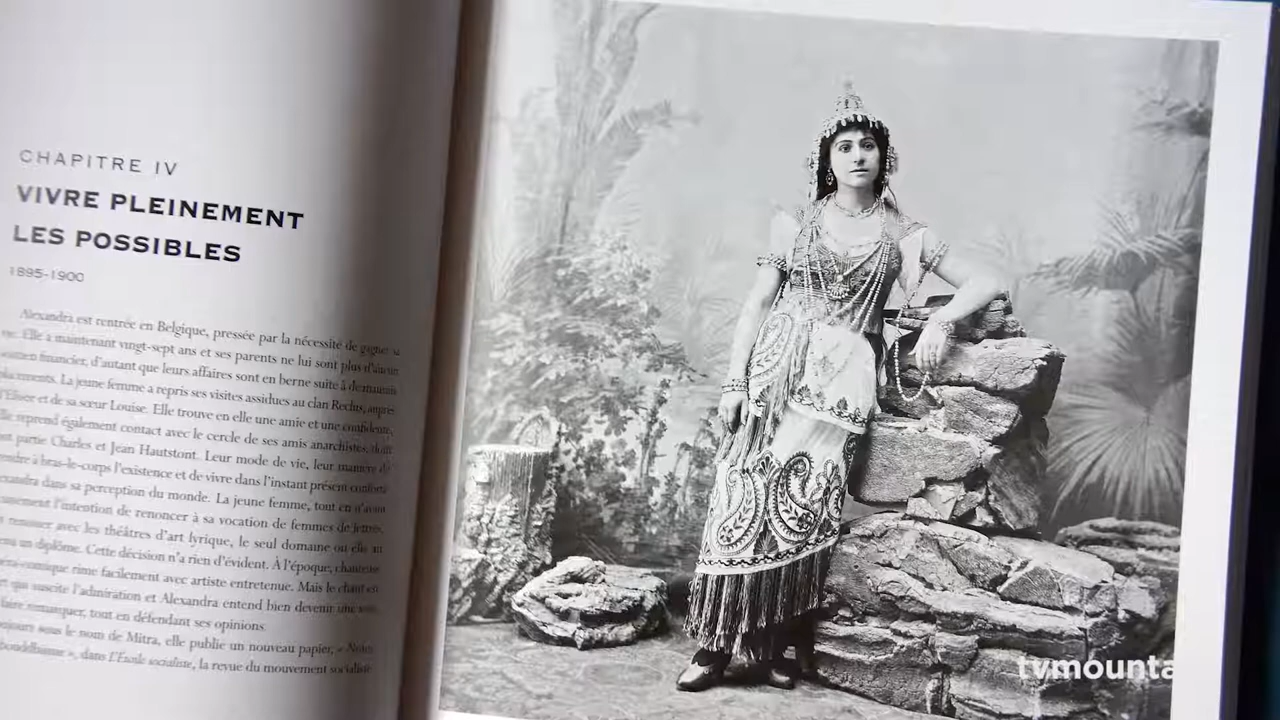 CHAPITRE IV
VIVRE PLEINEMENT
LES POSSIBLES
1895-1900
Alexandra est rentrée en Belgique, pressée par la nécessité de gagner sa
vie. Elle a maintenant vingt-sept ans et ses parents ne lui sont plus d'aucun
soutien financier, d'autant que leurs affaires sont en berne suite à de mauvais
placements. La jeune femme a repris ses visites assidues au clan Reclus, auprès
d'Élisée et de sa sœur Louise. Elle trouve en elle une amie et une confidente.
Elle reprend également contact avec le cercle de ses amis anarchistes, dont
font partie Charles et Jean Hautstont. Leur mode de vie, leur manière de
prendre à bras-le-corps l'existence et de vivre dans l'instant présent conforte
Alexandra dans sa perception du monde. La jeune femme, tout en n'ayant
l'intention de renoncer à sa vocation de femmes de lettres,
renouer avec les théâtres d'art lyrique, le seul domaine où elle ait
un diplôme. Cette décision n'a rien d'évident. À l'époque, chanteuse
rime facilement avec artiste entretenue. Mais le chant est
qui suscite l'admiration et Alexandra entend bien devenir une
faire remarquer, tout en défendant ses opinions.
sous le nom de Mitra, elle publie un nouveau papier, «
bouddhisme », dans L'Étoile socialiste, la revue du mouvement socialiste
tvmounta